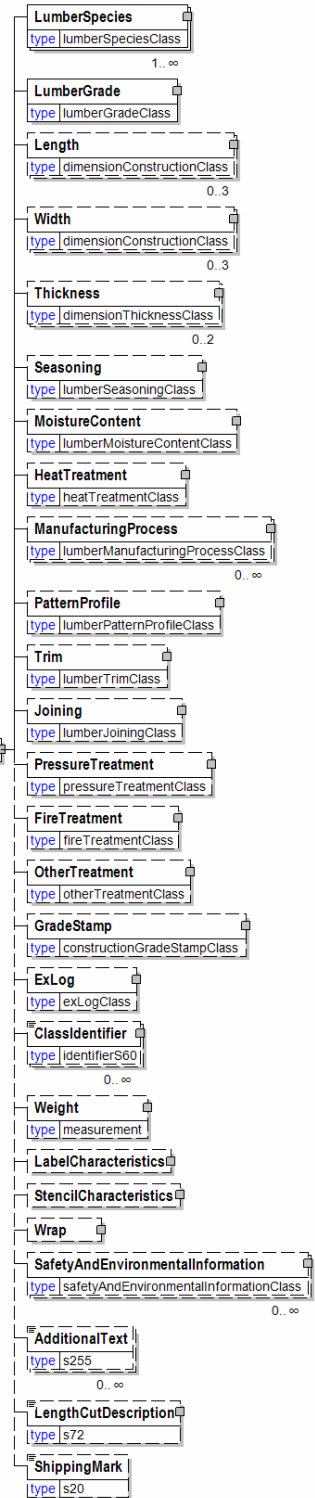 LumberSpecies
type lumberSpeciesClass
1.. ∞
LumberGrade
type lumberGradeClass
Length
type dimensionConstructionClass
0..3
Width
type dimensionConstructionClass
0..3
Thickness
type dimensionThicknessClass
0..2
Seasoning
type lumberSeasoningClass
MoistureContent
type lumberMoistureContentClass
HeatTreatment
type heatTreatmentClass
ManufacturingProcess
type lumberManufacturingProcessClass
0.. ∞
PatternProfile
type lumberPatternProfileClass
Trim
type lumberTrimClass
Joining
type lumberJoiningClass
PressureTreatment
type pressureTreatmentClass
FireTreatment
type fireTreatmentClass
OtherTreatment
type otherTreatmentClass
GradeStamp
type constructionGradeStampClass
ExLog
type exLogClass
ClassIdentifier
type identifierS60
0.. ∞
Weight
type measurement
LabelCharacteristics
StencilCharacteristics
Wrap
SafetyAndEnvironmentalInformation
type safetyAndEnvironmentalInformationClass
0.. ∞
AdditionalText
type s255
0.. ∞
LengthCutDescription
type s72
ShippingMark
type s20